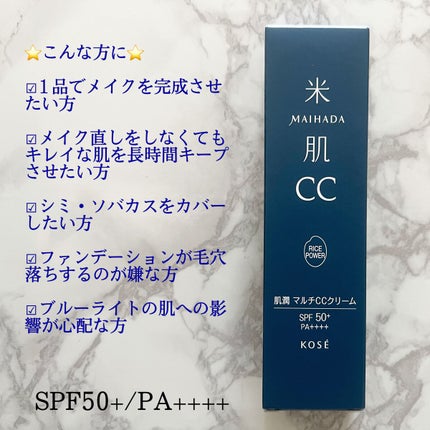 ⭐こんな方に⭐
☑1品でメイクを完成させ
たい方
☑メイク直しをしなくても
キレイな肌を長時間キープ
させたい方
☑シミ・ソバカスをカバー
したい方
☑ファンデーションが毛穴
落ちするのが嫌な方
☑ブルーライトの肌への影
響が心配な方
SPF50+/PA++++
米
MAIHADA
肌
CC
RICE
POWER
肌潤 マルチCCクリーム
SPF 50+
PA++++
KOSÉ